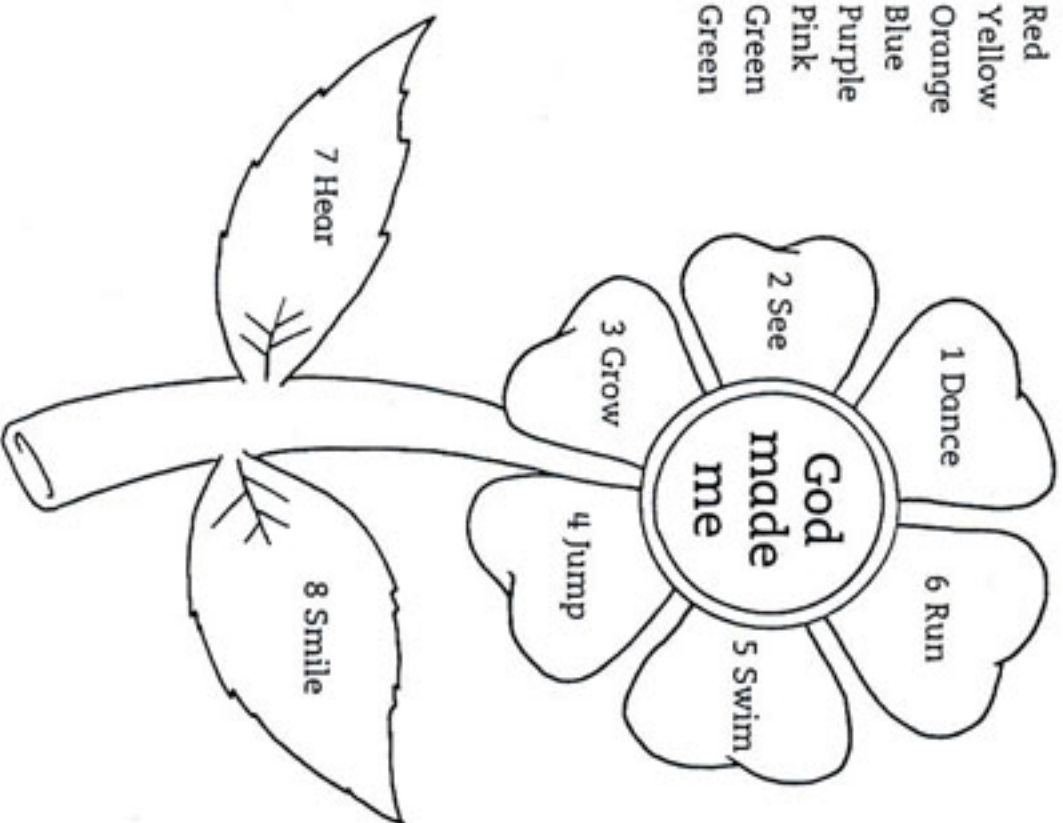 Red
Yellow
Orange
Blue
Purple
Pink
Green
Green
1 Dance
6 Run
2 See
God
made
me
5 Swim
3 Grow
4 Jump
7 Hear
8 Smile